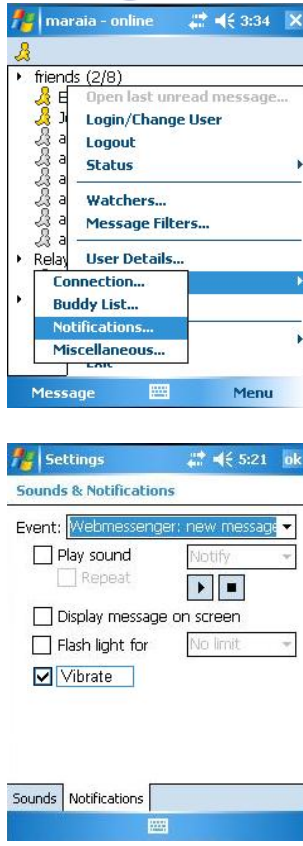 maraia - online 3:34
friends (2/8)
Open last unread message...
Login/Change User
Logout
Status
Watchers...
Message Filters...
User Details...
Connection...
Buddy List...
Notifications...
Miscellaneous...
Message Menu
Settings 5:21 ok
Sounds & Notifications
Event: Webmessenger: new message
Play sound Notify
Repeat
Display message on screen
Flash light for No limit
Vibrate
Sounds Notifications